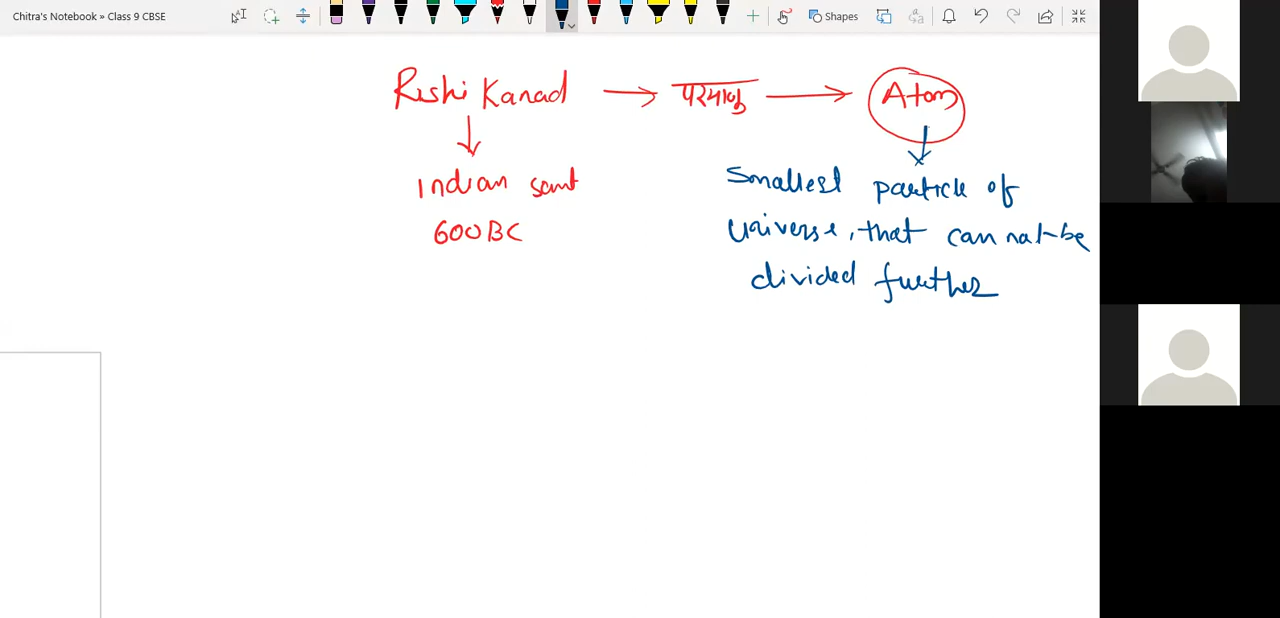 Chitra's Notebook » Class 9 CBSE
Shapes
Rishi Kanad → परमाणु → Atom
Indian saint
600BC
Smallest particle of
universe, that can not be
divided further